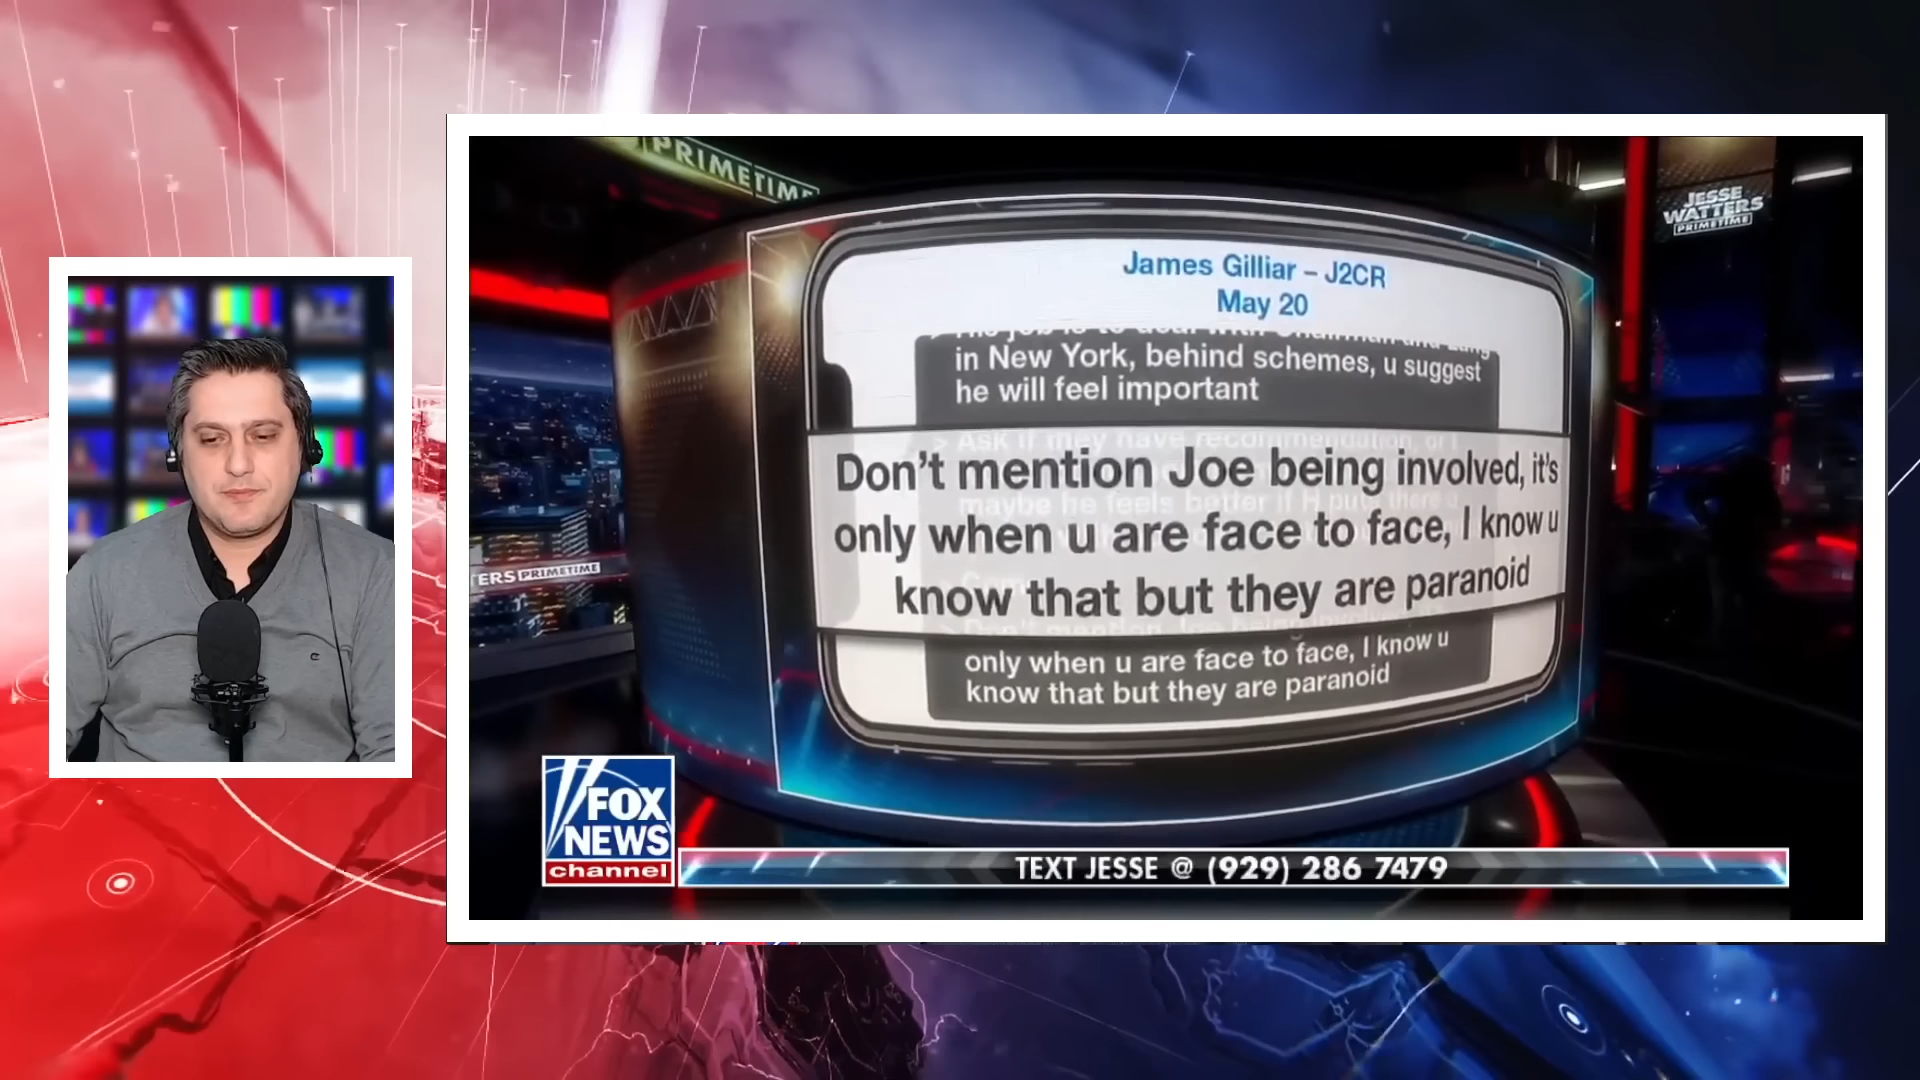 PRIMETIME
JESSE
WATTERS
PRIMETIME
James Gilliar – J2CR
May 20
in New York, behind schemes, u suggest
he will feel important
Don't mention Joe being involved, it's
only when u are face to face, I know u
know that but they are paranoid
ERS PRIMETIME
only when u are face to face, I know u
know that but they are paranoid
FOX
NEWS
channel
TEXT JESSE @ (929) 286 7479